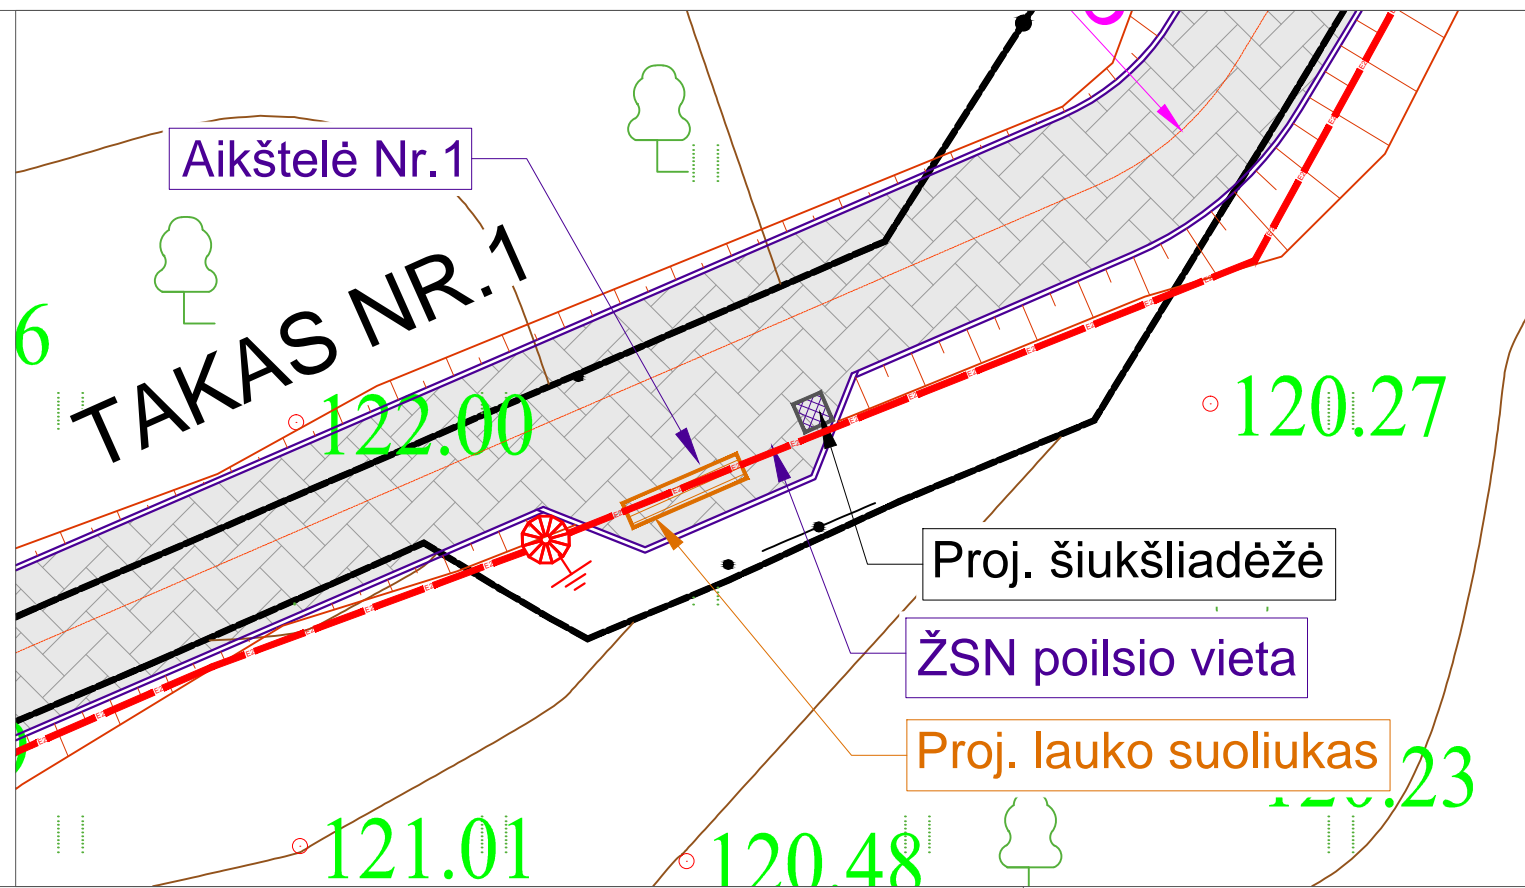 Aikštelė Nr.1
TAKAS NR.1
6
122.00
120.27
Proj. šiukšliadėžė
ŽSN poilsio vieta
Proj. lauko suoliukas
120.23
121.01
120.48